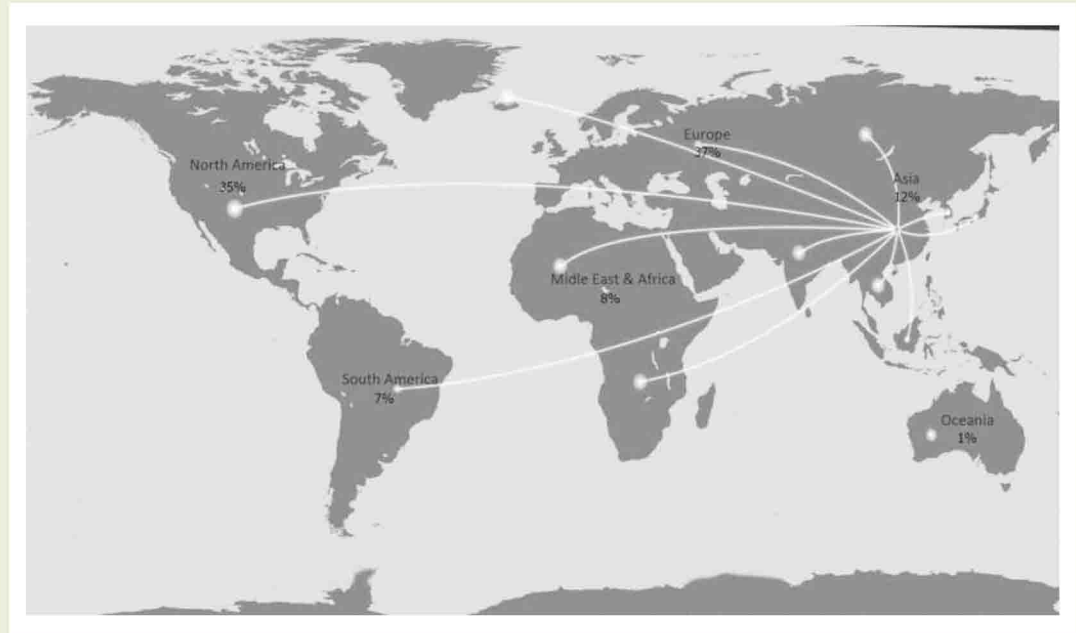 North America
35%
Europe
37%
Asia
12%
Midle East & Africa
8%
South America
7%
Oceania
1%